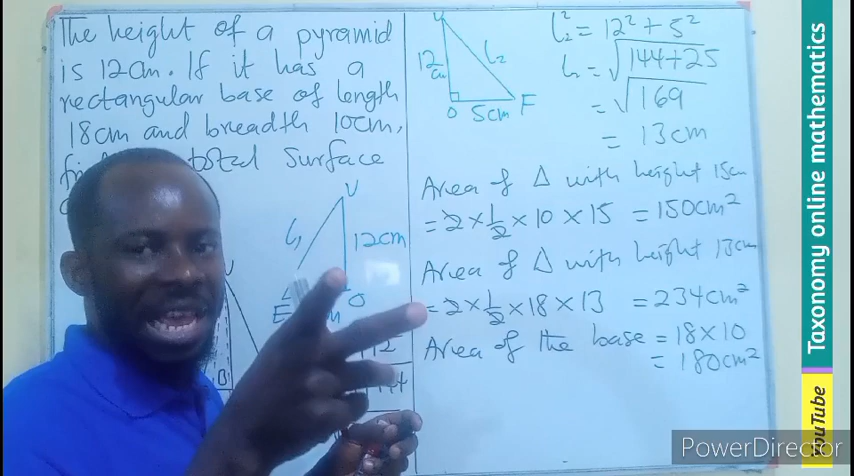 The height of a pyramid
is 12cm. If it has a
rectangular base of length
18cm and breadth 10cm,
total surface
V
l₁
12cm
E
O
12
B
V
12
cm
l₂
O
5cm
F
l₂² = 12² + 5²
= √144+25
= √169
= 13cm
Area of Δ with height 15cm
= 2 × 1/2 × 10 × 15 = 150cm²
Area of Δ with height 13cm
= 2 × 1/2 × 18 × 13 = 234cm²
Area of the base = 18×10
= 180cm²
YouTube Taxonomy online mathematics
PowerDirector